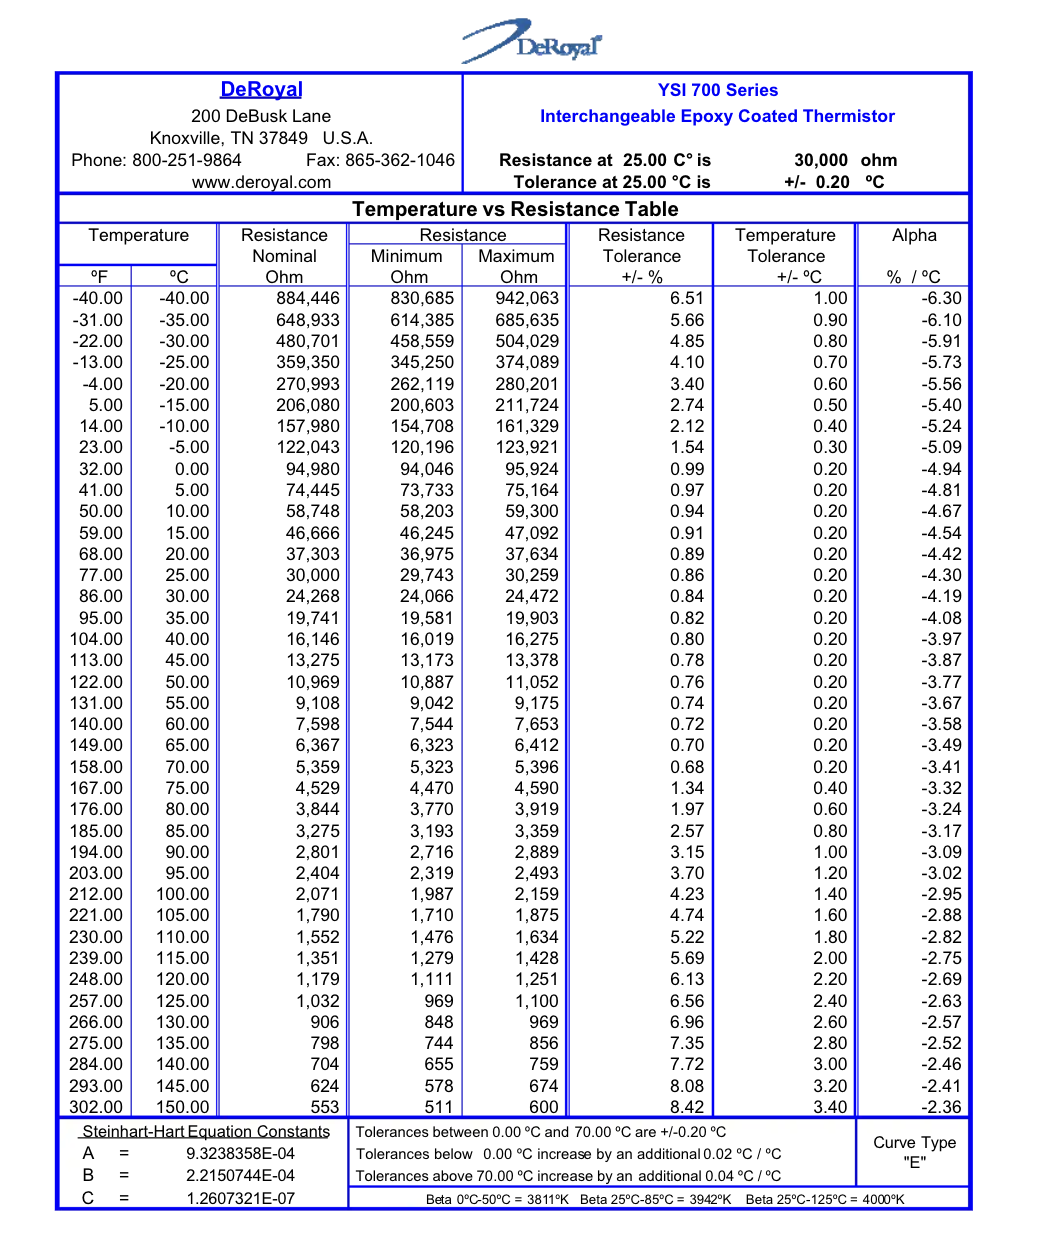 DeRoyal
DeRoyal
200 DeBusk Lane
Knoxville, TN 37849 U.S.A.
Phone: 800-251-9864 Fax: 865-362-1046
www.deroyal.com
YSI 700 Series
Interchangeable Epoxy Coated Thermistor
Resistance at 25.00 C° is 30,000 ohm
Tolerance at 25.00 °C is +/- 0.20 ºC
Temperature vs Resistance Table
Temperature Resistance Resistance Resistance Temperature Alpha
Nominal Minimum Maximum Tolerance Tolerance
ºF ºC Ohm Ohm Ohm +/- % +/- ºC % / ºC
-40.00 -40.00 884,446 830,685 942,063 6.51 1.00 -6.30
-31.00 -35.00 648,933 614,385 685,635 5.66 0.90 -6.10
-22.00 -30.00 480,701 458,559 504,029 4.85 0.80 -5.91
-13.00 -25.00 359,350 345,250 374,089 4.10 0.70 -5.73
-4.00 -20.00 270,993 262,119 280,201 3.40 0.60 -5.56
5.00 -15.00 206,080 200,603 211,724 2.74 0.50 -5.40
14.00 -10.00 157,980 154,708 161,329 2.12 0.40 -5.24
23.00 -5.00 122,043 120,196 123,921 1.54 0.30 -5.09
32.00 0.00 94,980 94,046 95,924 0.99 0.20 -4.94
41.00 5.00 74,445 73,733 75,164 0.97 0.20 -4.81
50.00 10.00 58,748 58,203 59,300 0.94 0.20 -4.67
59.00 15.00 46,666 46,245 47,092 0.91 0.20 -4.54
68.00 20.00 37,303 36,975 37,634 0.89 0.20 -4.42
77.00 25.00 30,000 29,743 30,259 0.86 0.20 -4.30
86.00 30.00 24,268 24,066 24,472 0.84 0.20 -4.19
95.00 35.00 19,741 19,581 19,903 0.82 0.20 -4.08
104.00 40.00 16,146 16,019 16,275 0.80 0.20 -3.97
113.00 45.00 13,275 13,173 13,378 0.78 0.20 -3.87
122.00 50.00 10,969 10,887 11,052 0.76 0.20 -3.77
131.00 55.00 9,108 9,042 9,175 0.74 0.20 -3.67
140.00 60.00 7,598 7,544 7,653 0.72 0.20 -3.58
149.00 65.00 6,367 6,323 6,412 0.70 0.20 -3.49
158.00 70.00 5,359 5,323 5,396 0.68 0.20 -3.41
167.00 75.00 4,529 4,470 4,590 1.34 0.40 -3.32
176.00 80.00 3,844 3,770 3,919 1.97 0.60 -3.24
185.00 85.00 3,275 3,193 3,359 2.57 0.80 -3.17
194.00 90.00 2,801 2,716 2,889 3.15 1.00 -3.09
203.00 95.00 2,404 2,319 2,493 3.70 1.20 -3.02
212.00 100.00 2,071 1,987 2,159 4.23 1.40 -2.95
221.00 105.00 1,790 1,710 1,875 4.74 1.60 -2.88
230.00 110.00 1,552 1,476 1,634 5.22 1.80 -2.82
239.00 115.00 1,351 1,279 1,428 5.69 2.00 -2.75
248.00 120.00 1,179 1,111 1,251 6.13 2.20 -2.69
257.00 125.00 1,032 969 1,100 6.56 2.40 -2.63
266.00 130.00 906 848 969 6.96 2.60 -2.57
275.00 135.00 798 744 856 7.35 2.80 -2.52
284.00 140.00 704 655 759 7.72 3.00 -2.46
293.00 145.00 624 578 674 8.08 3.20 -2.41
302.00 150.00 553 511 600 8.42 3.40 -2.36
Steinhart-Hart Equation Constants
A = 9.3238358E-04
B = 2.2150744E-04
C = 1.2607321E-07
Tolerances between 0.00 ºC and 70.00 ºC are +/-0.20 ºC
Tolerances below 0.00 ºC increase by an additional 0.02 ºC / ºC
Tolerances above 70.00 ºC increase by an additional 0.04 ºC / ºC
Beta 0ºC-50ºC = 3811ºK Beta 25ºC-85ºC = 3942ºK Beta 25ºC-125ºC = 4000ºK
Curve Type
"E"